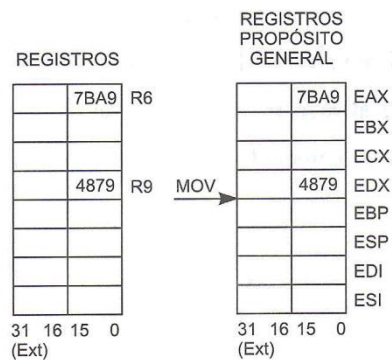 REGISTROS
7BA9 R6
4879 R9
31 16 15 0
(Ext)
MOV
REGISTROS
PROPÓSITO
GENERAL
7BA9 EAX
EBX
ECX
4879 EDX
EBP
ESP
EDI
ESI
31 16 15 0
(Ext)